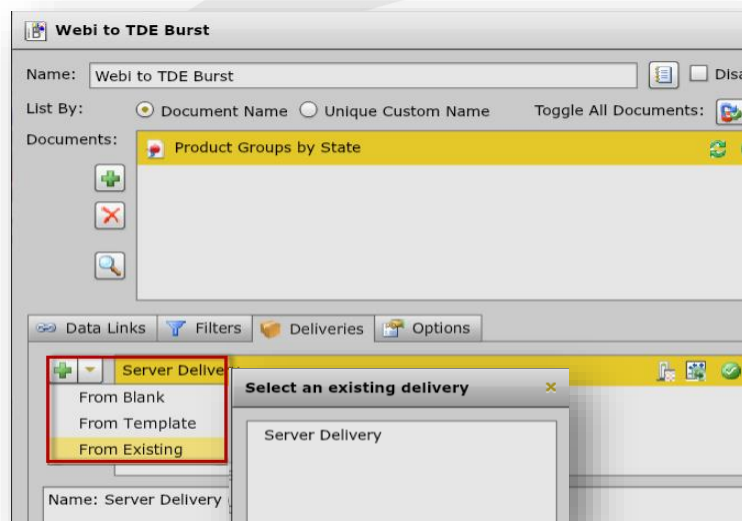 Webi to TDE Burst
Name: Webi to TDE Burst Disa
List By: Document Name Unique Custom Name Toggle All Documents:
Documents: Product Groups by State
Data Links Filters Deliveries Options
Server Delivery
From Blank
From Template
From Existing
Select an existing delivery
Server Delivery
Name: Server Delivery